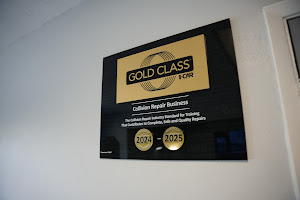 GOLD CLASS
I-CAR
Collision Repair Business
The Collision Repair Industry Standard for Training
That Contributes to Complete, Safe and Quality Repairs
2024 – 2025